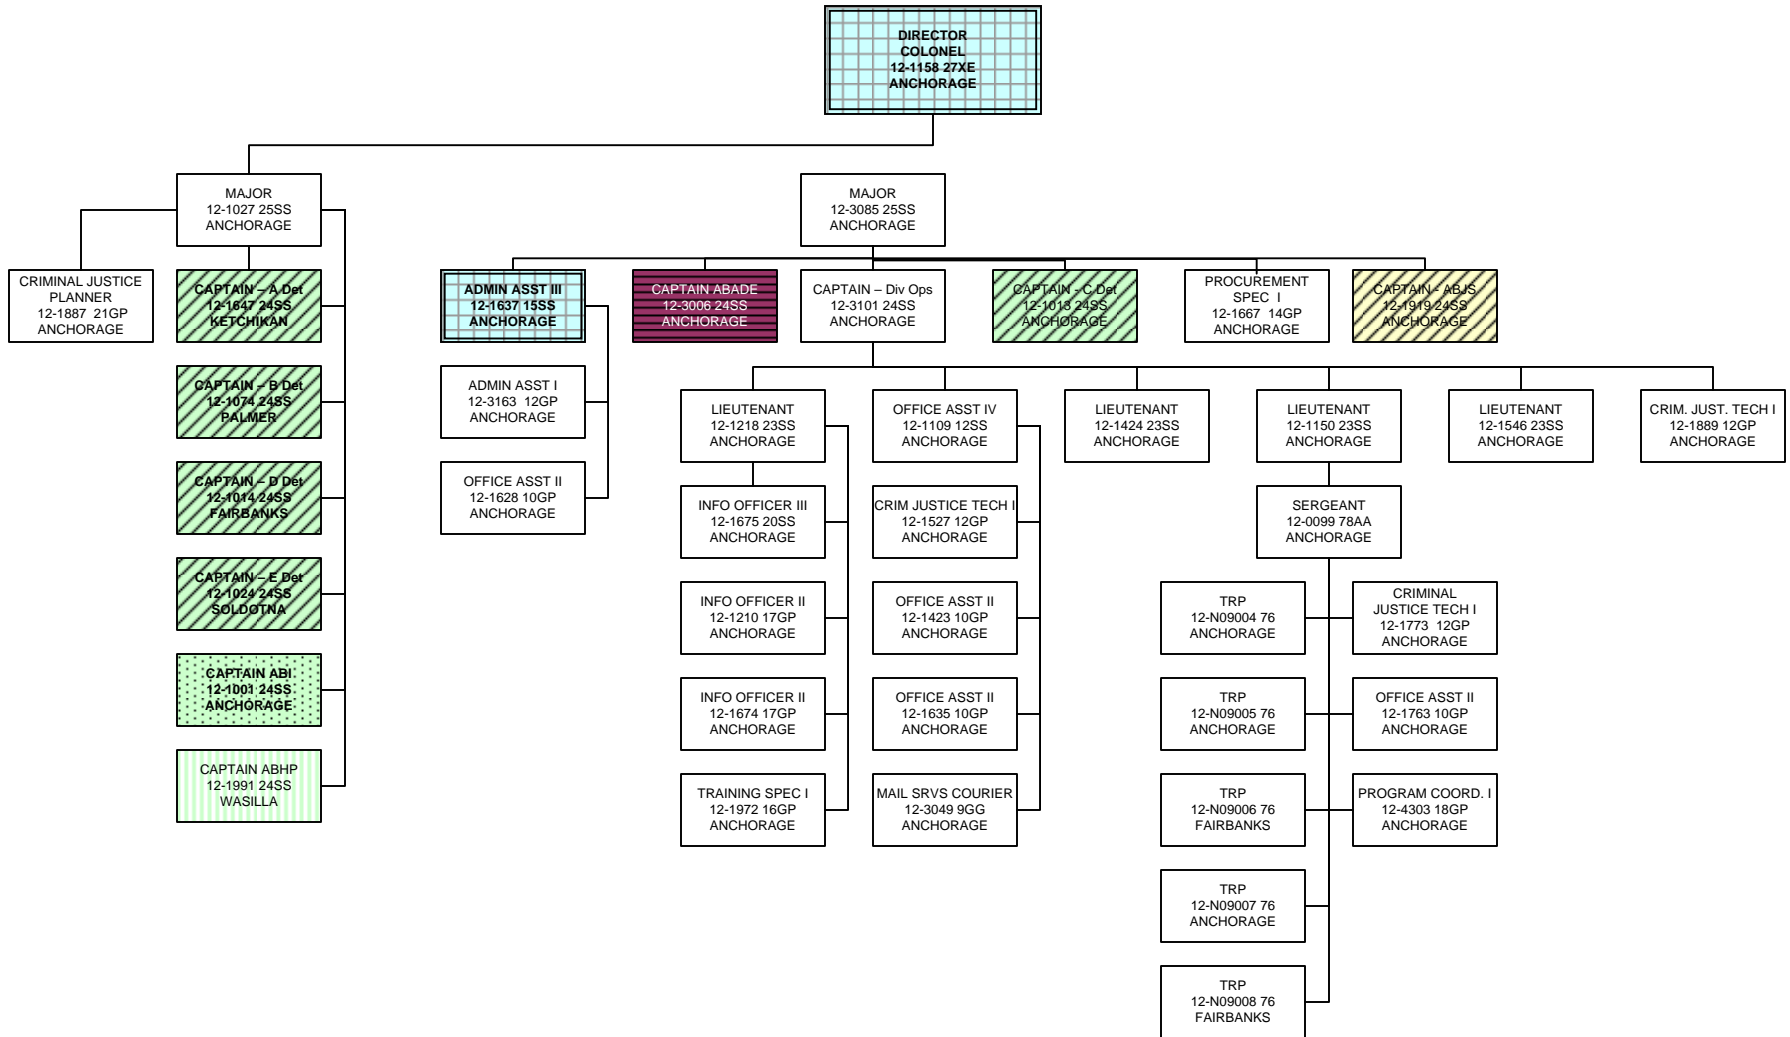 DIRECTOR
COLONEL
12-1158 27XE
ANCHORAGE
MAJOR
12-1027 25SS
ANCHORAGE
MAJOR
12-3085 25SS
ANCHORAGE
CRIMINAL JUSTICE
PLANNER
12-1887 21GP
ANCHORAGE
CAPTAIN – A Det
12-1647 24SS
KETCHIKAN
CAPTAIN – B Det
12-1074 24SS
PALMER
CAPTAIN – D Det
12-1014 24SS
FAIRBANKS
CAPTAIN – E Det
12-1024 24SS
SOLDOTNA
CAPTAIN ABI
12-1001 24SS
ANCHORAGE
CAPTAIN ABHP
12-1991 24SS
WASILLA
ADMIN ASST III
12-1637 15SS
ANCHORAGE
ADMIN ASST I
12-3163 12GP
ANCHORAGE
OFFICE ASST II
12-1628 10GP
ANCHORAGE
CAPTAIN ABADE
12-3006 24SS
ANCHORAGE
CAPTAIN – Div Ops
12-3101 24SS
ANCHORAGE
CAPTAIN - C Det
12-1013 24SS
ANCHORAGE
PROCUREMENT
SPEC I
12-1667 14GP
ANCHORAGE
CAPTAIN - ABJS
12-1919 24SS
ANCHORAGE
LIEUTENANT
12-1218 23SS
ANCHORAGE
INFO OFFICER III
12-1675 20SS
ANCHORAGE
INFO OFFICER II
12-1210 17GP
ANCHORAGE
INFO OFFICER II
12-1674 17GP
ANCHORAGE
TRAINING SPEC I
12-1972 16GP
ANCHORAGE
OFFICE ASST IV
12-1109 12SS
ANCHORAGE
CRIM JUSTICE TECH I
12-1527 12GP
ANCHORAGE
OFFICE ASST II
12-1423 10GP
ANCHORAGE
OFFICE ASST II
12-1635 10GP
ANCHORAGE
MAIL SRVS COURIER
12-3049 9GG
ANCHORAGE
LIEUTENANT
12-1424 23SS
ANCHORAGE
LIEUTENANT
12-1150 23SS
ANCHORAGE
SERGEANT
12-0099 78AA
ANCHORAGE
TRP
12-N09004 76
ANCHORAGE
CRIMINAL
JUSTICE TECH I
12-1773 12GP
ANCHORAGE
TRP
12-N09005 76
ANCHORAGE
OFFICE ASST II
12-1763 10GP
ANCHORAGE
TRP
12-N09006 76
FAIRBANKS
PROGRAM COORD. I
12-4303 18GP
ANCHORAGE
TRP
12-N09007 76
ANCHORAGE
TRP
12-N09008 76
FAIRBANKS
LIEUTENANT
12-1546 23SS
ANCHORAGE
CRIM. JUST. TECH I
12-1889 12GP
ANCHORAGE